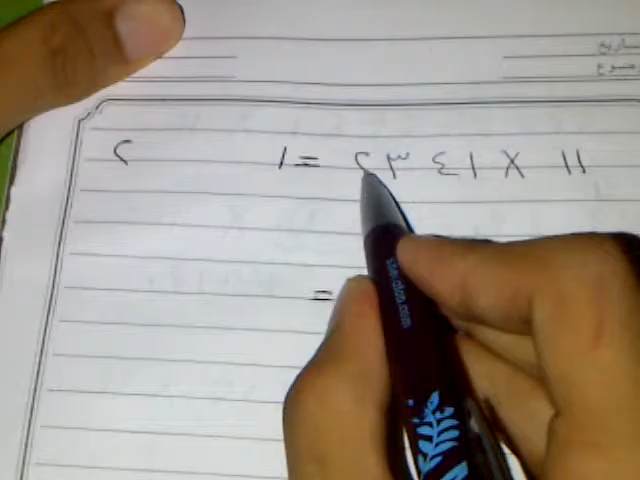 ١١ × ٢٣٤١ = ٢ ١
=